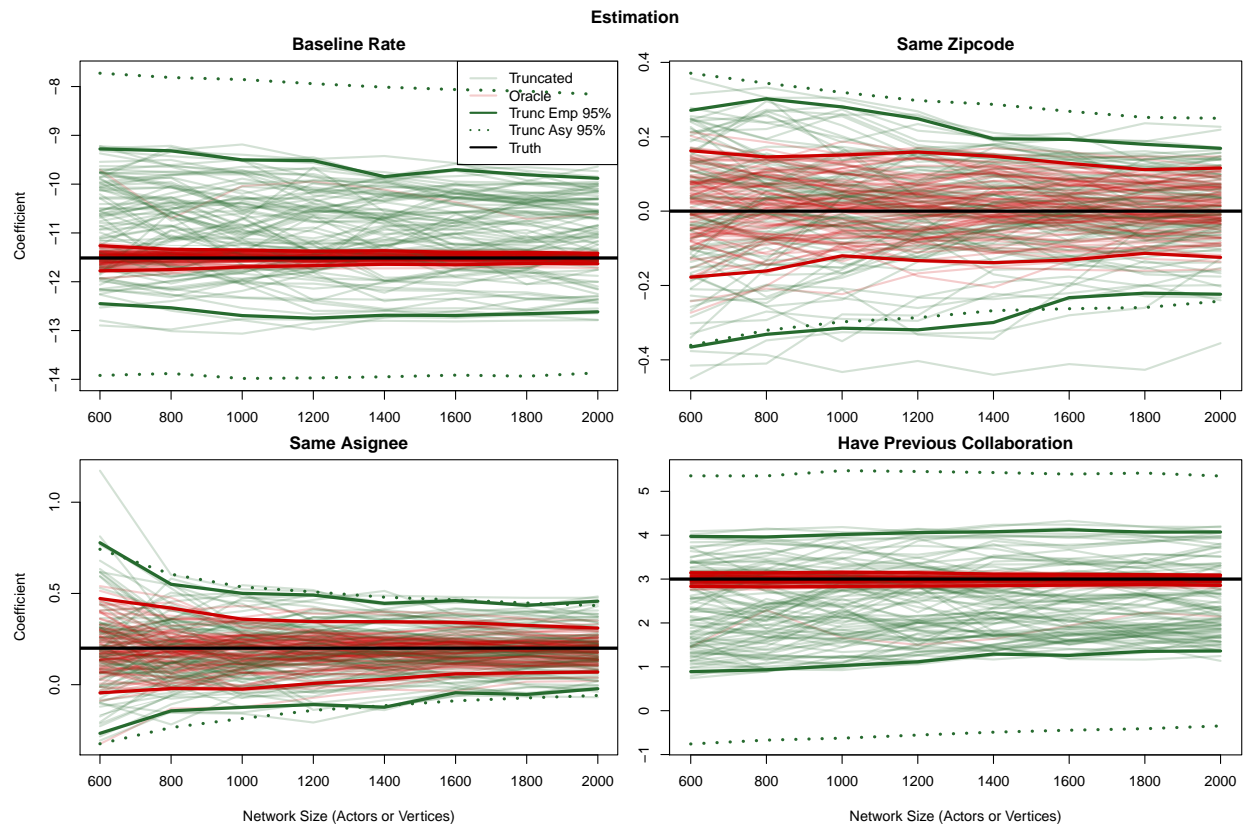 Estimation
Baseline Rate
Coefficient
−8
−9
−10
−11
−12
−13
−14
Truncated
Oracle
Trunc Emp 95%
Trunc Asy 95%
Truth
600 800 1000 1200 1400 1600 1800 2000
Same Zipcode
0.4
0.2
0.0
−0.2
−0.4
600 800 1000 1200 1400 1600 1800 2000
Same Asignee
Coefficient
1.0
0.5
0.0
600 800 1000 1200 1400 1600 1800 2000
Network Size (Actors or Vertices)
Have Previous Collaboration
5
4
3
2
1
0
−1
600 800 1000 1200 1400 1600 1800 2000
Network Size (Actors or Vertices)